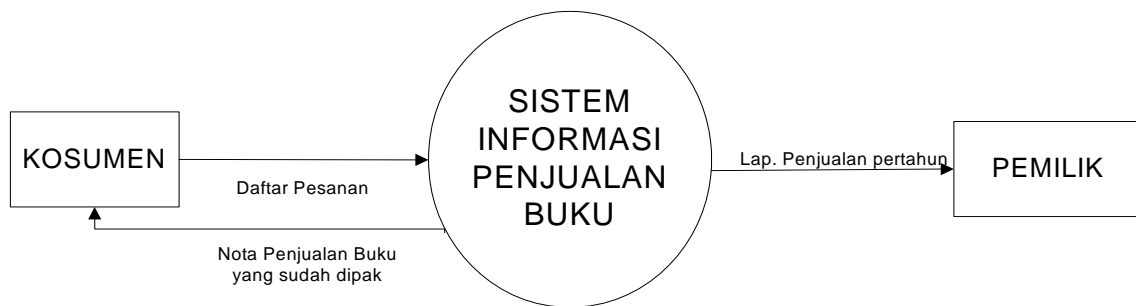 KOSUMEN
Daftar Pesanan
Nota Penjualan Buku
yang sudah dipak
SISTEM
INFORMASI
PENJUALAN
BUKU
Lap. Penjualan pertahun
PEMILIK